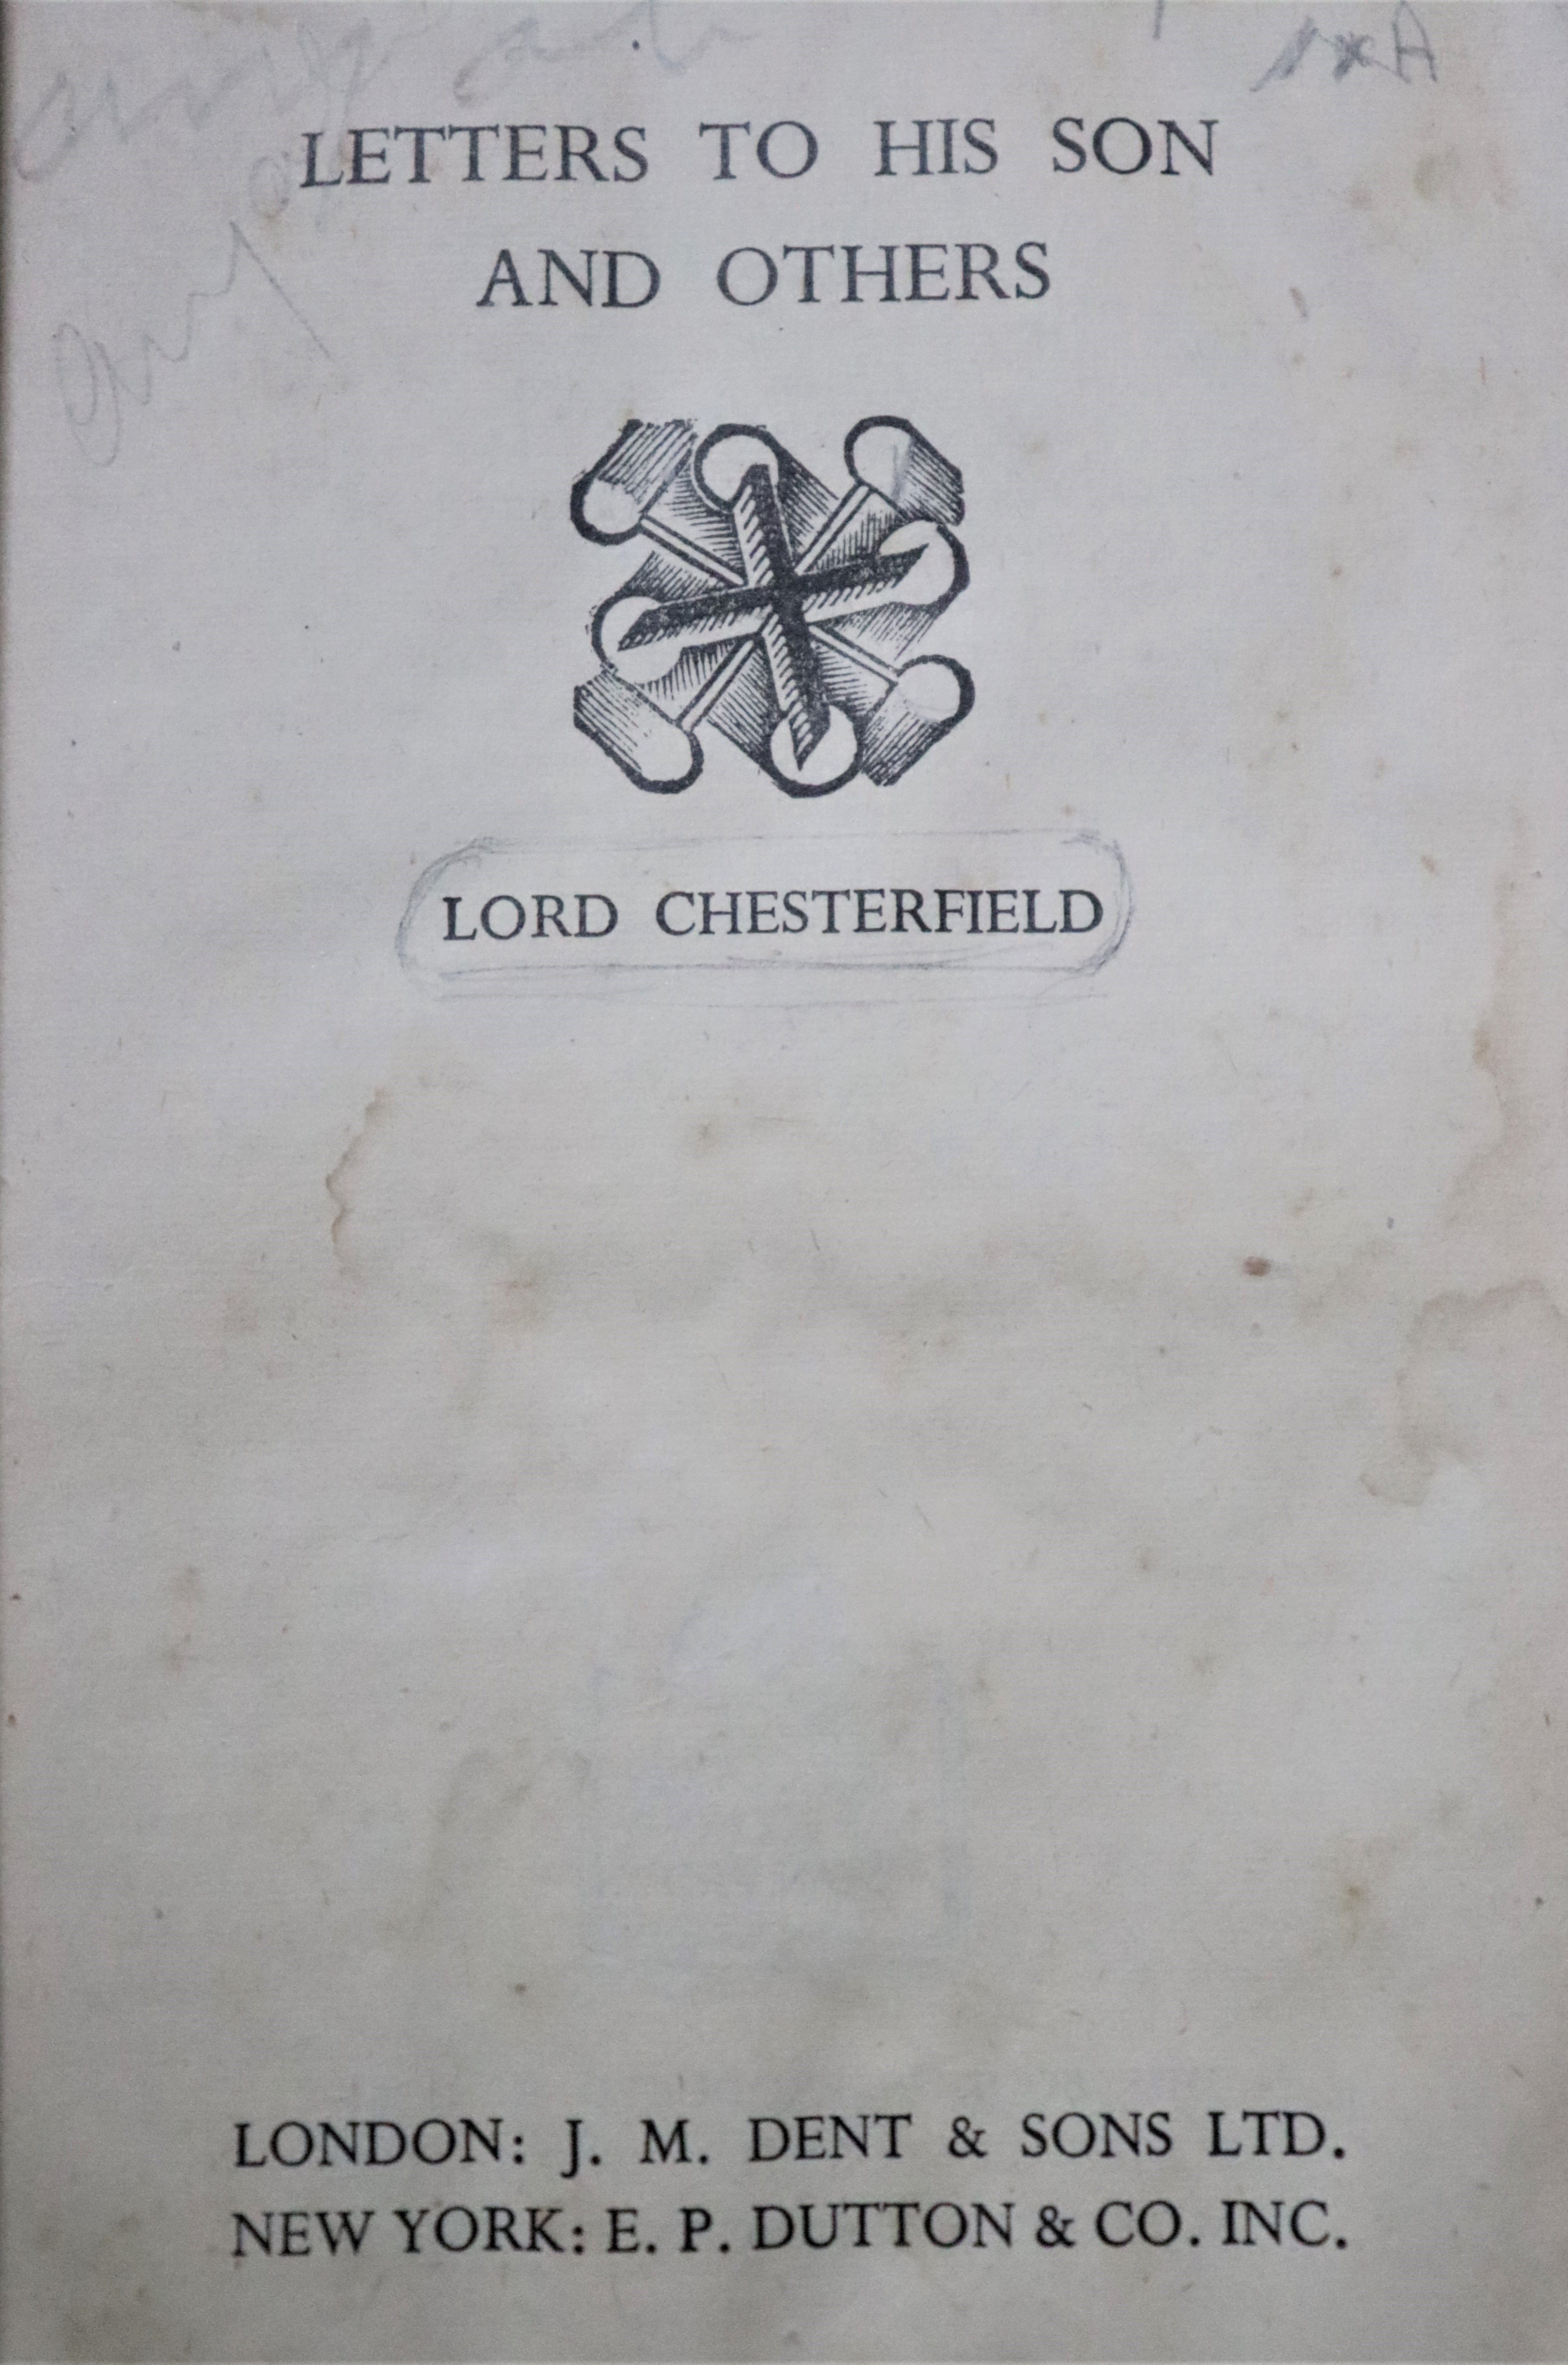 LETTERS TO HIS SON
AND OTHERS
LORD CHESTERFIELD
LONDON: J. M. DENT & SONS LTD.
NEW YORK: E. P. DUTTON & CO. INC.